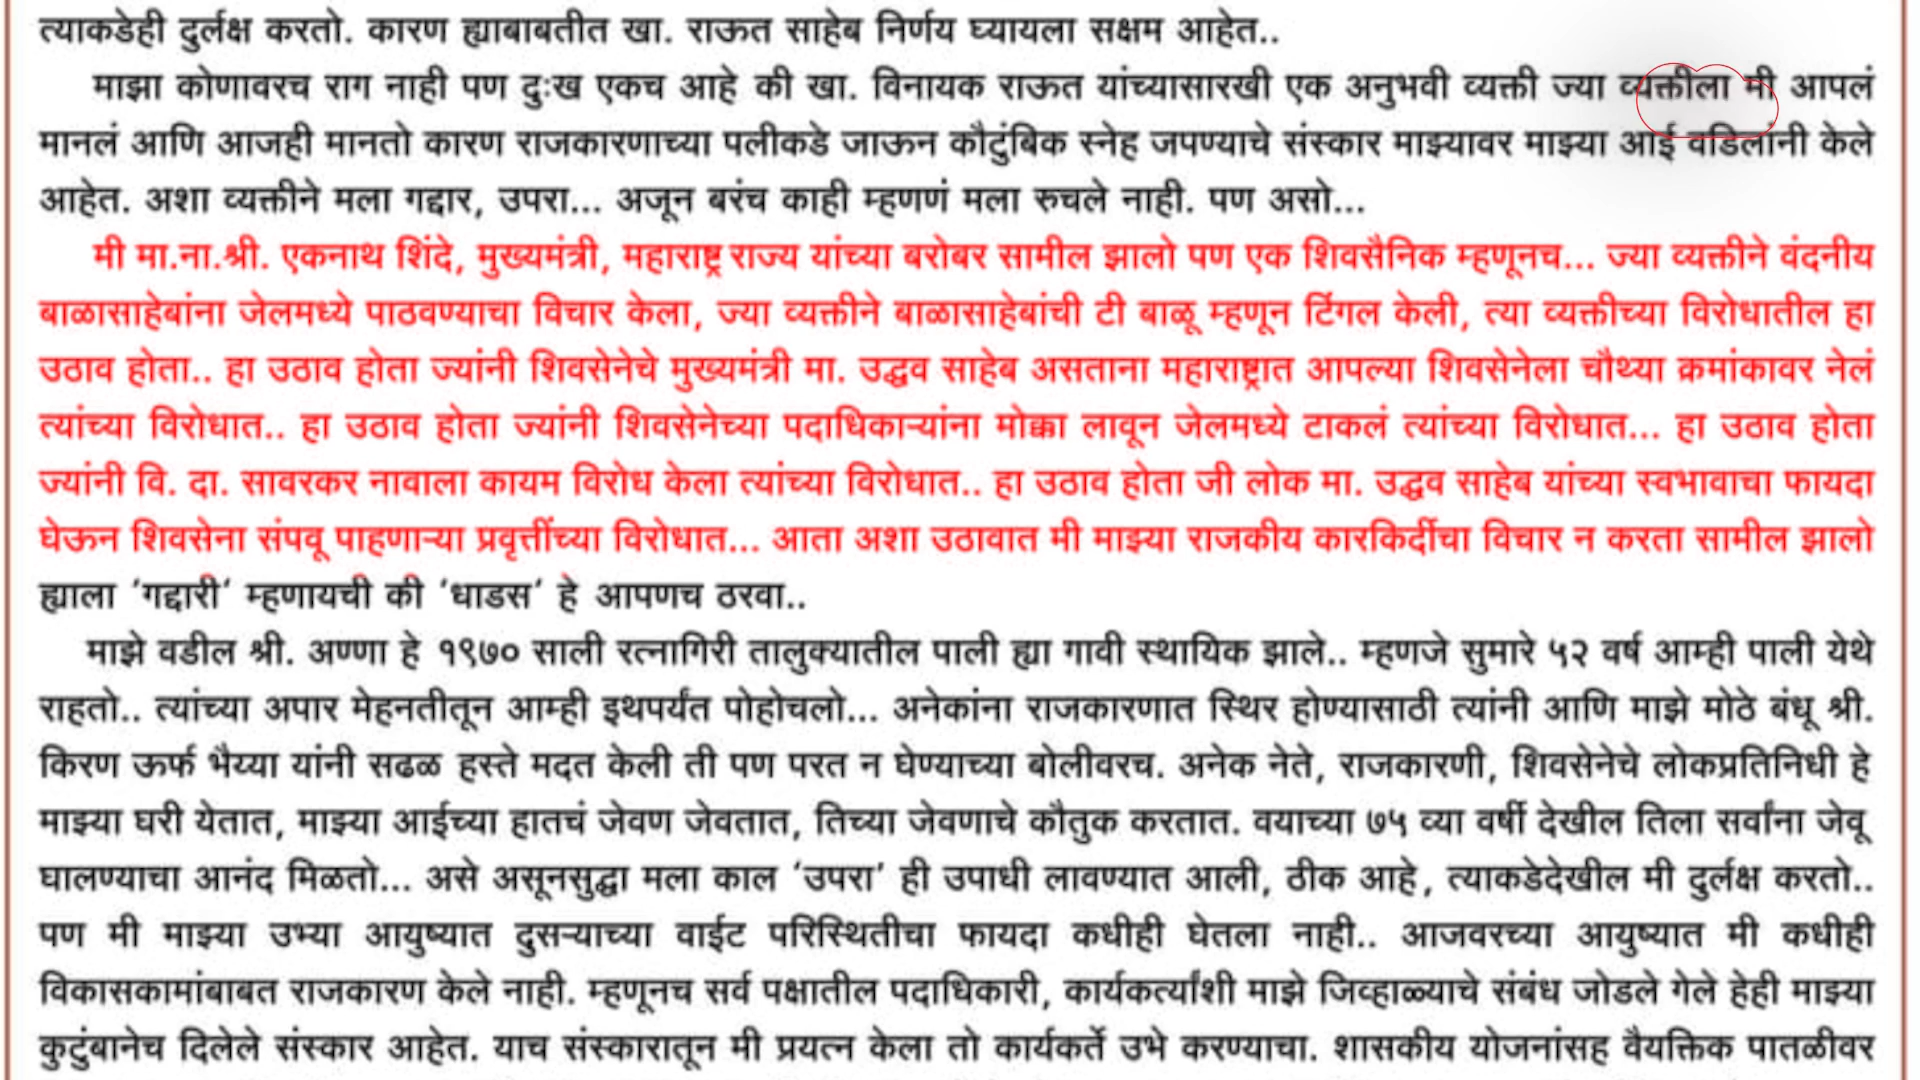 त्याकडेही दुर्लक्ष करतो. कारण ह्याबाबतीत खा. राऊत साहेब निर्णय घ्यायला सक्षम आहेत..
माझा कोणावरच राग नाही पण दुःख एकच आहे की खा. विनायक राऊत यांच्यासारखी एक अनुभवी व्यक्ती ज्या व्यक्तीला मी आपलं
मानलं आणि आजही मानतो कारण राजकारणाच्या पलीकडे जाऊन कौटुंबिक स्नेह जपण्याचे संस्कार माझ्यावर माझ्या आई वडिलांनी केले
आहेत. अशा व्यक्तीने मला गद्दार, उपरा... अजून बरंच काही म्हणणं मला रुचले नाही. पण असो...
मी मा.ना.श्री. एकनाथ शिंदे, मुख्यमंत्री, महाराष्ट्र राज्य यांच्या बरोबर सामील झालो पण एक शिवसैनिक म्हणूनच... ज्या व्यक्तीने वंदनीय
बाळासाहेबांना जेलमध्ये पाठवण्याचा विचार केला, ज्या व्यक्तीने बाळासाहेबांची टी बाळू म्हणून टिंगल केली, त्या व्यक्तीच्या विरोधातील हा
उठाव होता.. हा उठाव होता ज्यांनी शिवसेनेचे मुख्यमंत्री मा. उद्धव साहेब असताना महाराष्ट्रात आपल्या शिवसेनेला चौथ्या क्रमांकावर नेलं
त्यांच्या विरोधात.. हा उठाव होता ज्यांनी शिवसेनेच्या पदाधिकाऱ्यांना मोक्का लावून जेलमध्ये टाकलं त्यांच्या विरोधात... हा उठाव होता
ज्यांनी वि. दा. सावरकर नावाला कायम विरोध केला त्यांच्या विरोधात.. हा उठाव होता जी लोक मा. उद्धव साहेब यांच्या स्वभावाचा फायदा
घेऊन शिवसेना संपवू पाहणाऱ्या प्रवृत्तींच्या विरोधात... आता अशा उठावात मी माझ्या राजकीय कारकिर्दीचा विचार न करता सामील झालो
ह्याला ‘गद्दारी’ म्हणायची की ‘धाडस’ हे आपणच ठरवा..
माझे वडील श्री. अण्णा हे १९७० साली रत्नागिरी तालुक्यातील पाली ह्या गावी स्थायिक झाले.. म्हणजे सुमारे ५२ वर्ष आम्ही पाली येथे
राहतो.. त्यांच्या अपार मेहनतीतून आम्ही इथपर्यंत पोहोचलो... अनेकांना राजकारणात स्थिर होण्यासाठी त्यांनी आणि माझे मोठे बंधू श्री.
किरण ऊर्फ भैय्या यांनी सढळ हस्ते मदत केली ती पण परत न घेण्याच्या बोलीवरच. अनेक नेते, राजकारणी, शिवसेनेचे लोकप्रतिनिधी हे
माझ्या घरी येतात, माझ्या आईच्या हातचं जेवण जेवतात, तिच्या जेवणाचे कौतुक करतात. वयाच्या ७५ व्या वर्षी देखील तिला सर्वांना जेवू
घालण्याचा आनंद मिळतो... असे असूनसुद्धा मला काल ‘उपरा’ ही उपाधी लावण्यात आली, ठीक आहे, त्याकडेदेखील मी दुर्लक्ष करतो..
पण मी माझ्या उभ्या आयुष्यात दुसऱ्याच्या वाईट परिस्थितीचा फायदा कधीही घेतला नाही.. आजवरच्या आयुष्यात मी कधीही
विकासकामांबाबत राजकारण केले नाही. म्हणूनच सर्व पक्षातील पदाधिकारी, कार्यकर्त्यांशी माझे जिव्हाळ्याचे संबंध जोडले गेले हेही माझ्या
कुटुंबानेच दिलेले संस्कार आहेत. याच संस्कारातून मी प्रयत्न केला तो कार्यकर्ते उभे करण्याचा. शासकीय योजनांसह वैयक्तिक पातळीवर